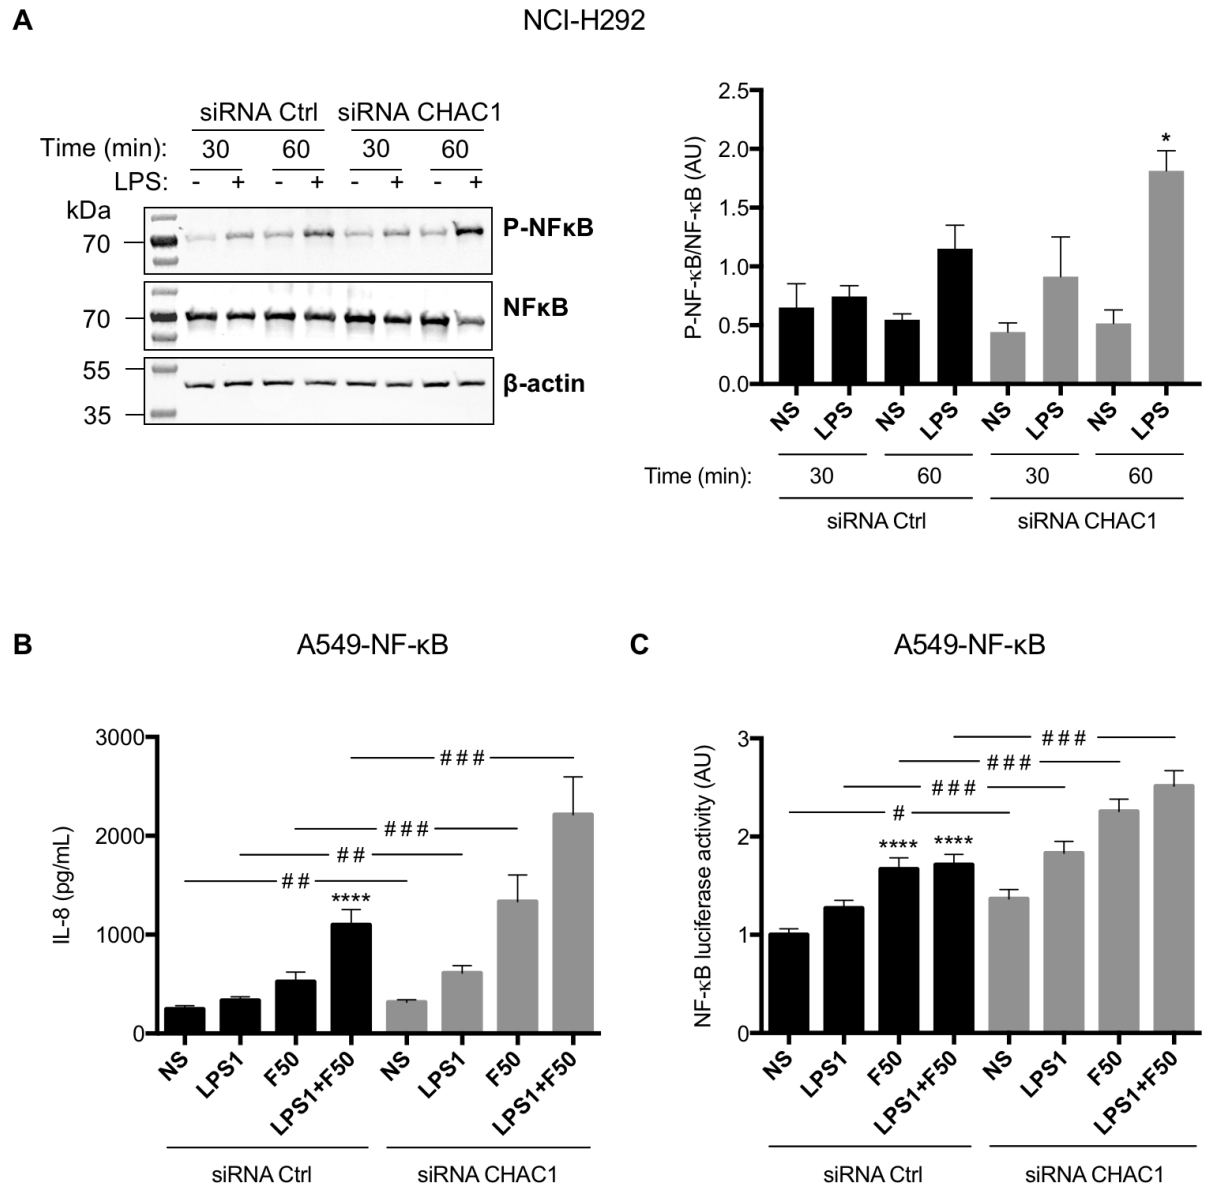 A
NCI-H292
siRNA Ctrl siRNA CHAC1
Time (min): 30 60 30 60
LPS: - + - + - + - +
kDa
70
P-NFκB
70
NFκB
55
35
β-actin
P-NF-κB/NF-κB (AU)
2.5
2.0
1.5
1.0
0.5
0.0
*
NS LPS NS LPS NS LPS NS LPS
Time (min): 30 60 30 60
siRNA Ctrl siRNA CHAC1
B
A549-NF-κB
IL-8 (pg/mL)
3000
2000
1000
0
###
###
##
##
****
NS LPS1 F50 LPS1+F50 NS LPS1 F50 LPS1+F50
siRNA Ctrl siRNA CHAC1
C
A549-NF-κB
NF-κB luciferase activity (AU)
3
2
1
0
###
###
###
#
**** ****
NS LPS1 F50 LPS1+F50 NS LPS1 F50 LPS1+F50
siRNA Ctrl siRNA CHAC1